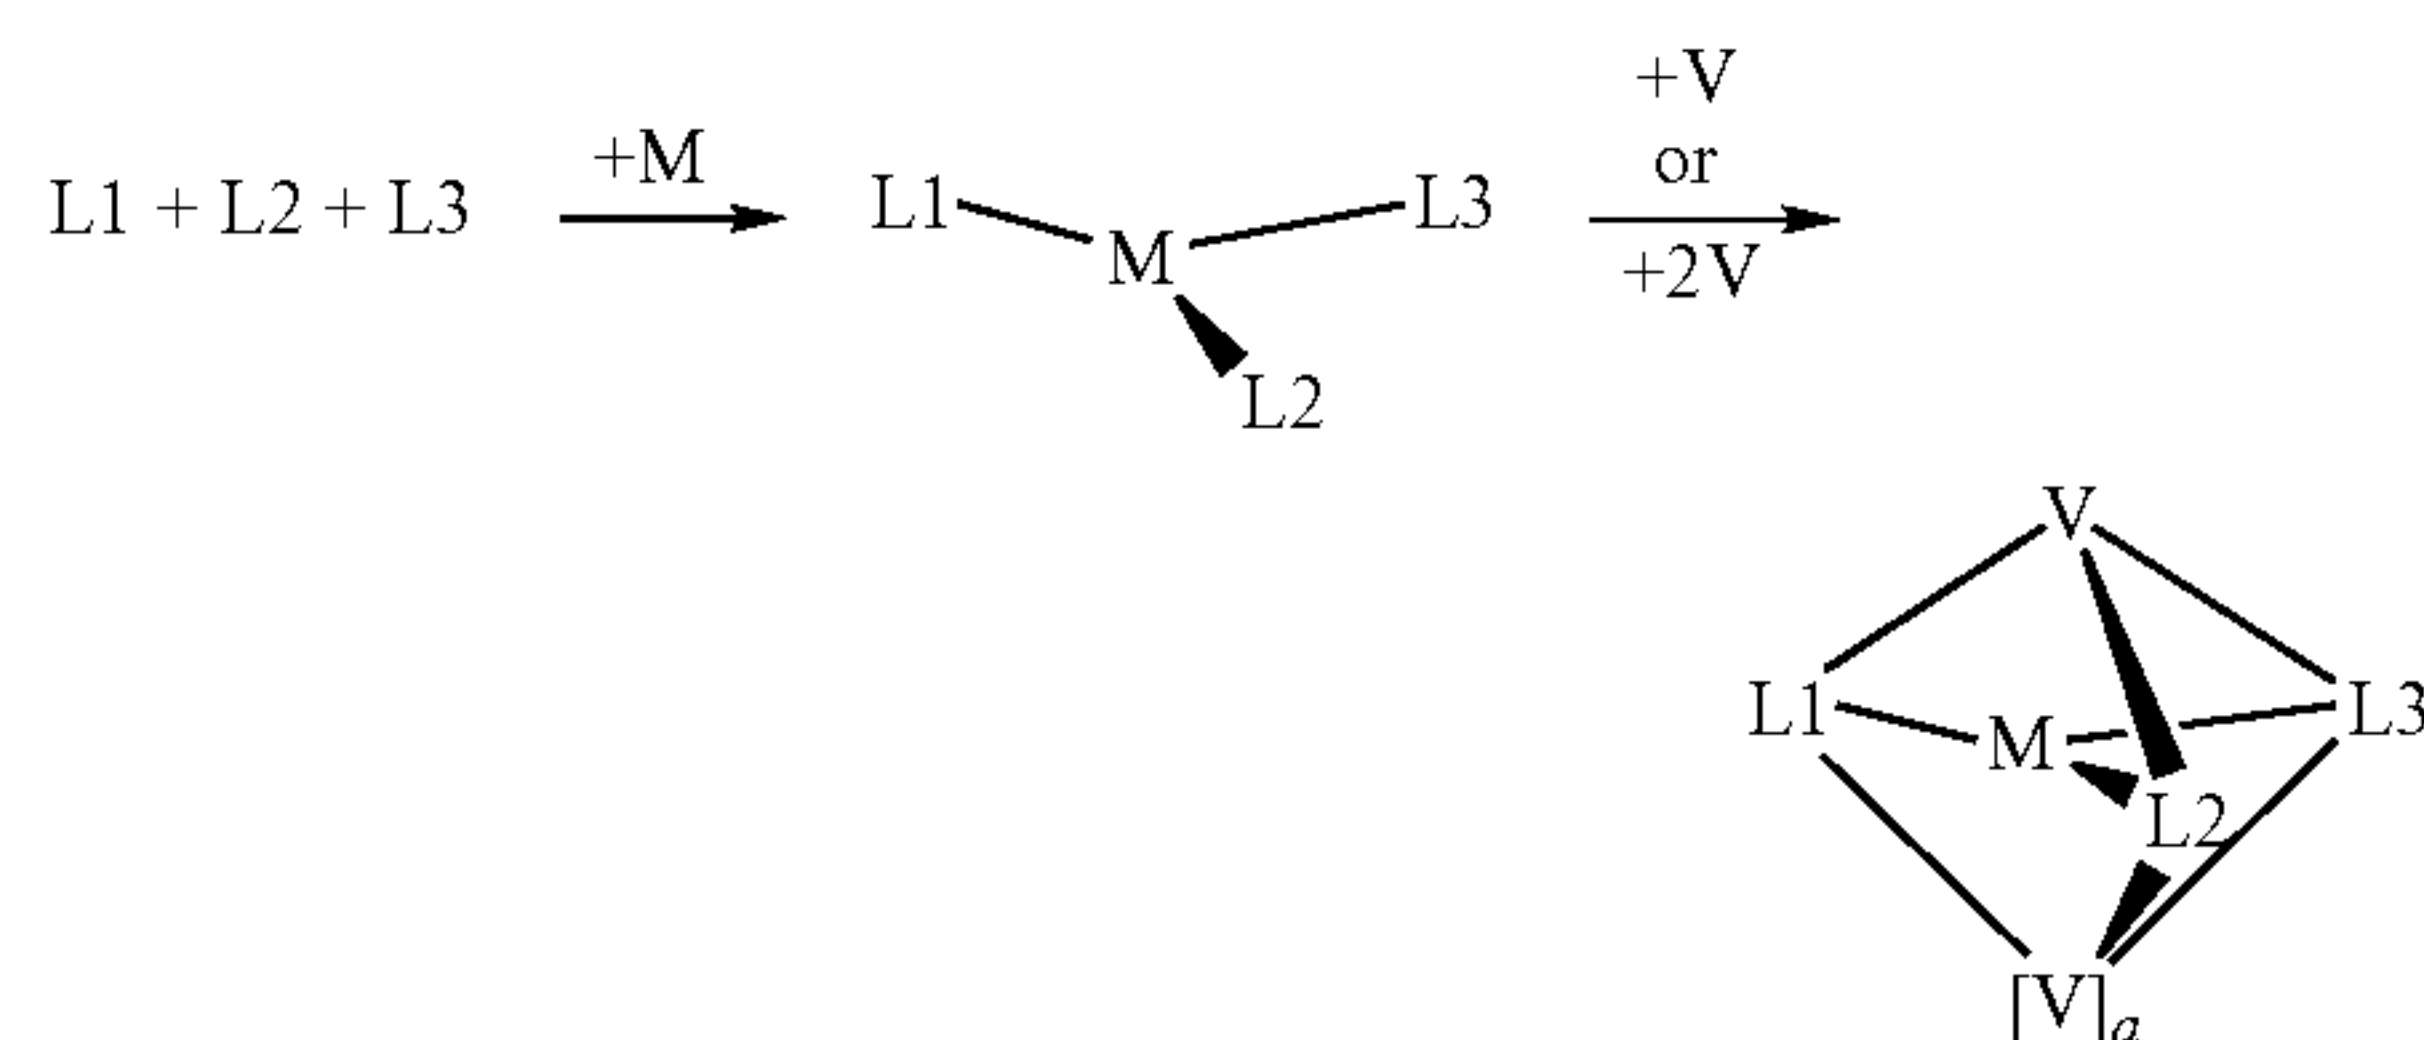 +V
+M
or
L1 + L2 + L3
L1
L3
M
+2V
L2
V
L1
M
L3
L2
[V]a